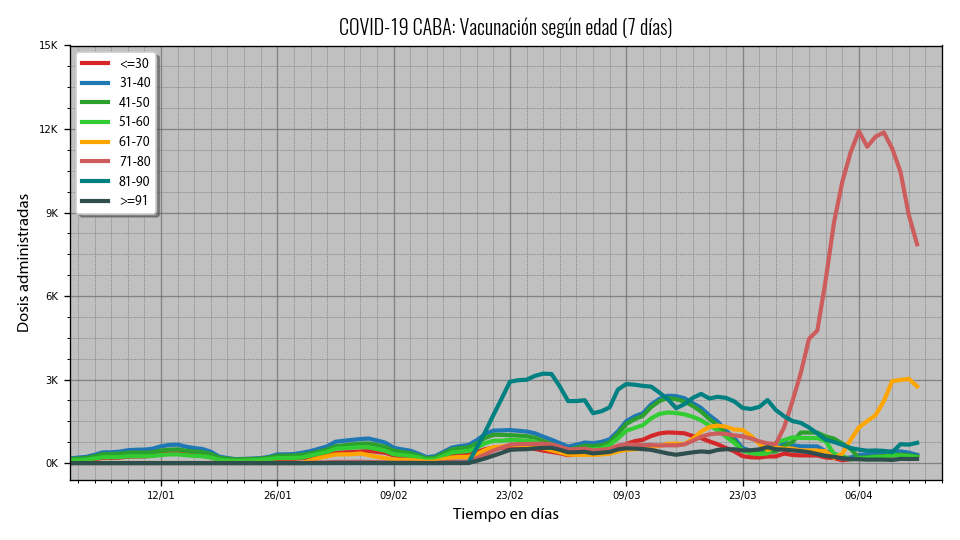 COVID-19 CABA: Vacunación según edad (7 días)
15K
12K
9K
6K
3K
0K
<=30
31-40
41-50
51-60
61-70
71-80
81-90
>=91
Dosis administradas
12/01
26/01
09/02
23/02
09/03
23/03
06/04
Tiempo en días